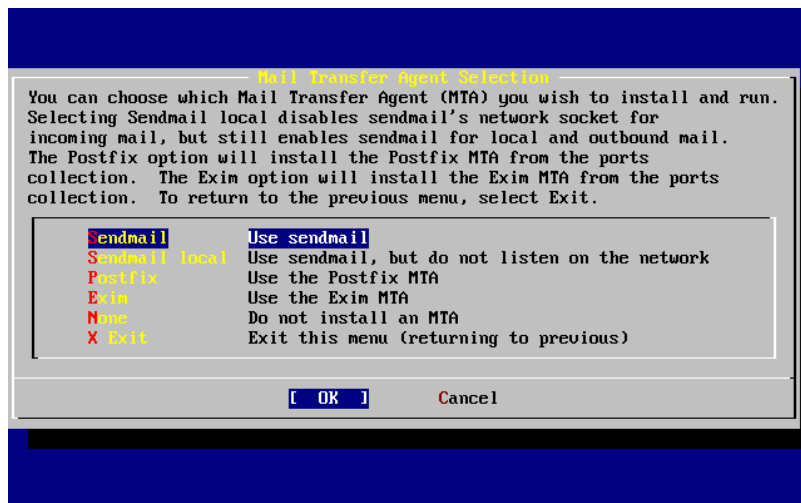 Mail Transfer Agent Selection
You can choose which Mail Transfer Agent (MTA) you wish to install and run.
Selecting Sendmail local disables sendmail's network socket for
incoming mail, but still enables sendmail for local and outbound mail.
The Postfix option will install the Postfix MTA from the ports
collection.  The Exim option will install the Exim MTA from the ports
collection.  To return to the previous menu, select Exit.
Sendmail Use sendmail
Sendmail local Use sendmail, but do not listen on the network
Postfix Use the Postfix MTA
Exim Use the Exim MTA
None Do not install an MTA
X Exit Exit this menu (returning to previous)
[ OK ] Cancel